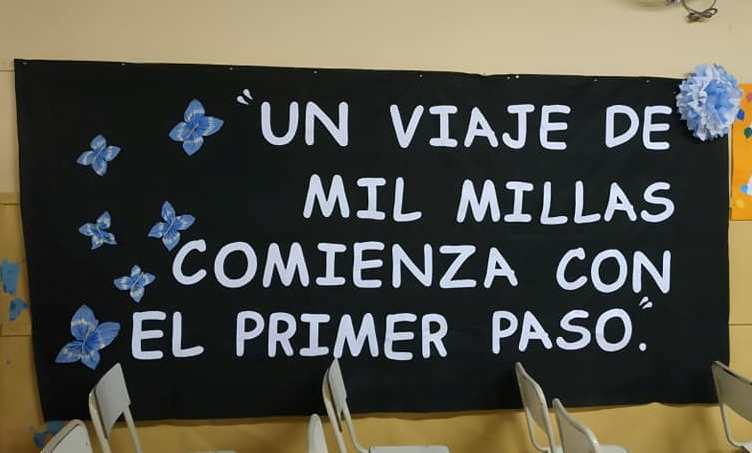 "UN VIAJE DE
MIL MILLAS
COMIENZA CON
EL PRIMER PASO."